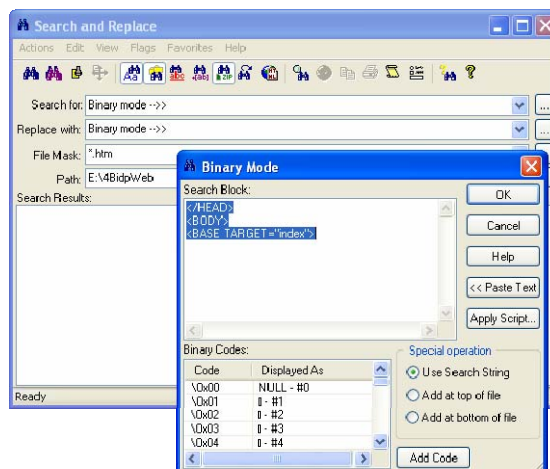 Search and Replace
Actions Edit View Flags Favorites Help
Search for: Binary mode -->>
Replace with: Binary mode -->>
File Mask: *.htm
Path: E:\4BidpWeb
Search Results:
Ready
Binary Mode
Search Block:
</HEAD>
<BODY>
<BASE TARGET="index">
OK
Cancel
Help
<< Paste Text
Apply Script...
Binary Codes:
Code Displayed As
\0x00 NULL - #0
\0x01 - #1
\0x02 - #2
\0x03 - #3
\0x04 - #4
Special operation
Use Search String
Add at top of file
Add at bottom of file
Add Code